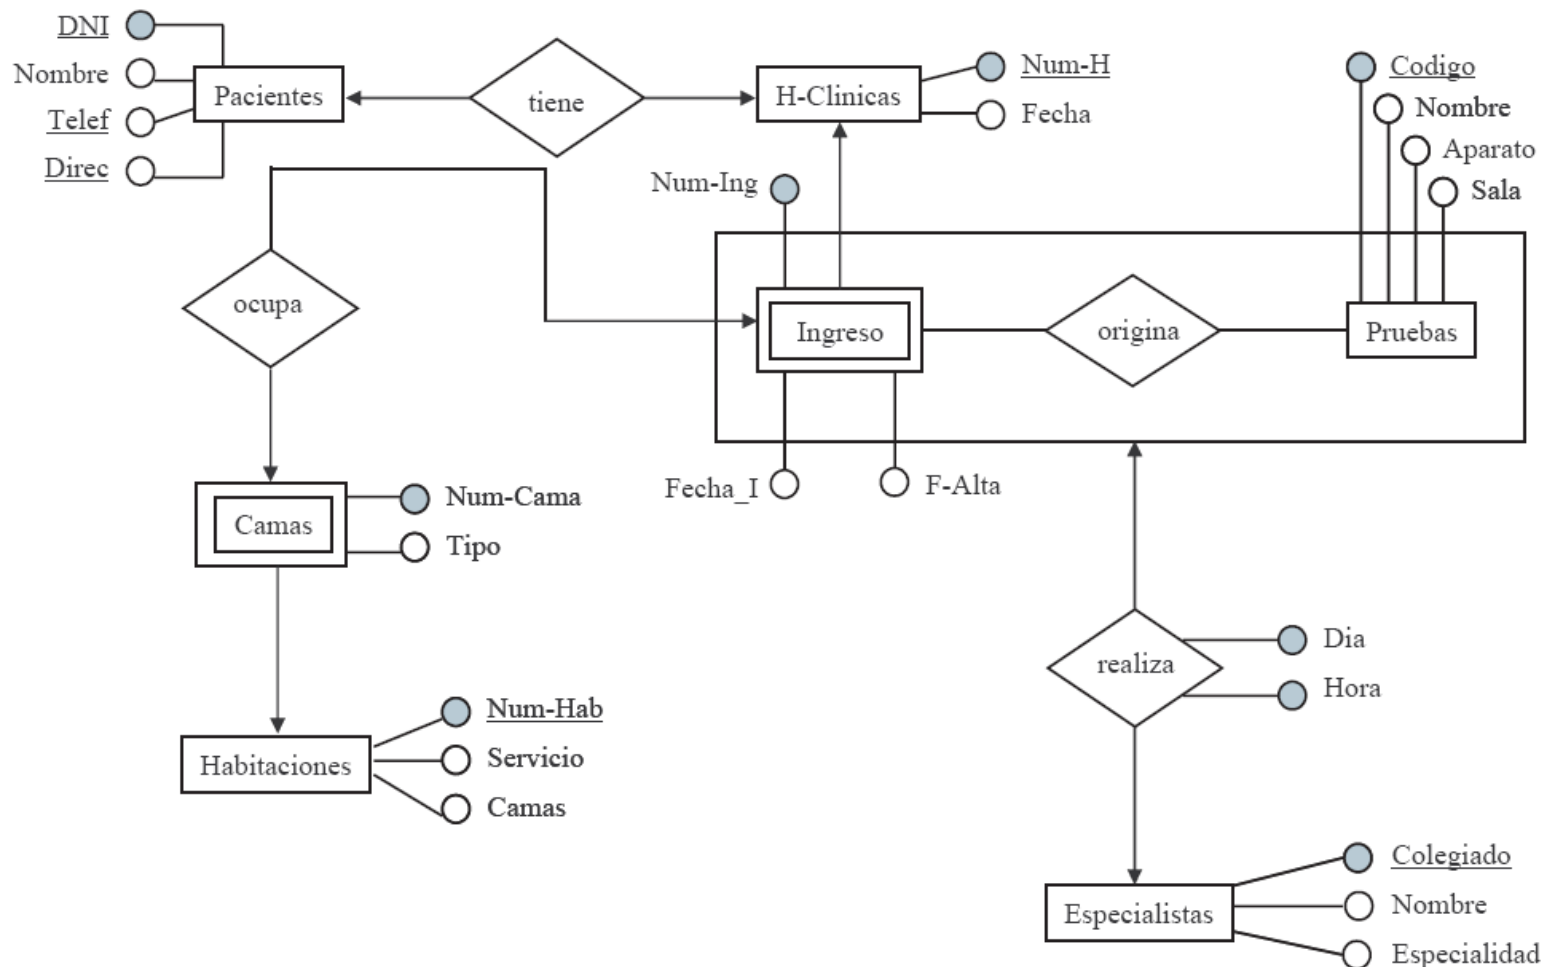 DNI
Nombre
Telef
Direc
Pacientes
tiene
H-Clinicas
Num-H
Fecha
Codigo
Nombre
Aparato
Sala
Num-Ing
ocupa
Ingreso
origina
Pruebas
Fecha_I
F-Alta
Camas
Num-Cama
Tipo
realiza
Dia
Hora
Habitaciones
Num-Hab
Servicio
Camas
Especialistas
Colegiado
Nombre
Especialidad